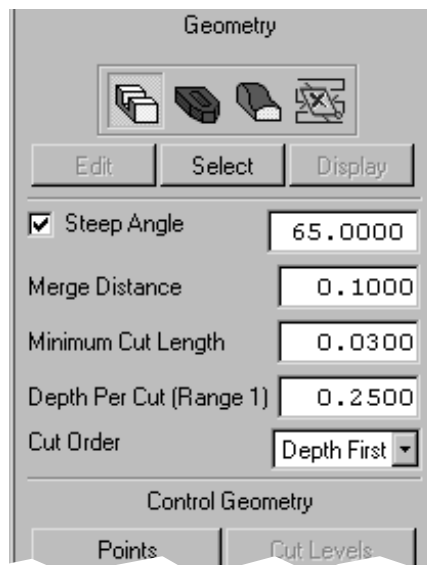 Geometry
Edit Select Display
Steep Angle 65.0000
Merge Distance 0.1000
Minimum Cut Length 0.0300
Depth Per Cut (Range 1) 0.2500
Cut Order Depth First
Control Geometry
Points Cut Levels